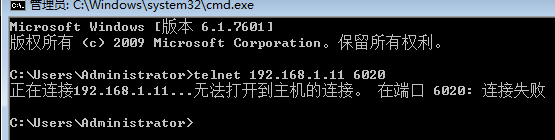 管理员: C:\Windows\system32\cmd.exe
Microsoft Windows [版本 6.1.7601]
版权所有 (c) 2009 Microsoft Corporation。保留所有权利。
C:\Users\Administrator>telnet 192.168.1.11 6020
正在连接192.168.1.11...无法打开到主机的连接。 在端口 6020: 连接失败
C:\Users\Administrator>